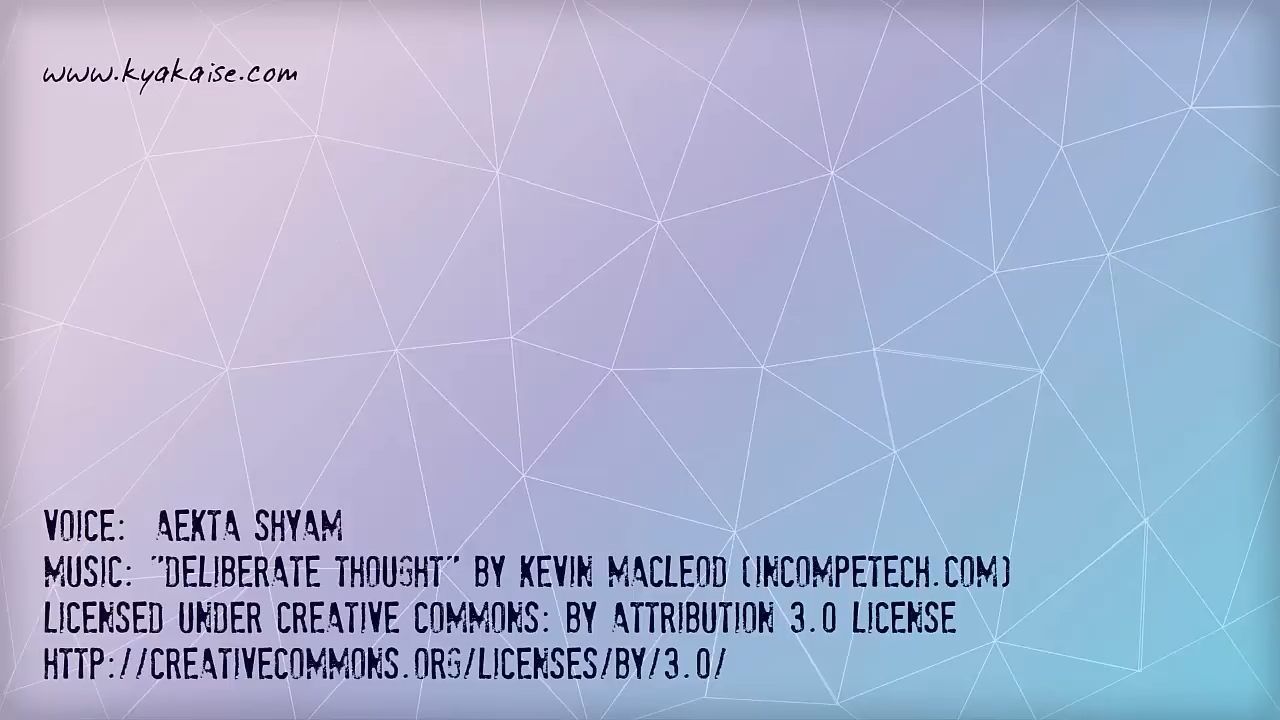 www.kyakaise.com
VOICE: AEKTA SHYAM
MUSIC: "DELIBERATE THOUGHT" BY KEVIN MACLEOD (INCOMPETECH.COM)
LICENSED UNDER CREATIVE COMMONS: BY ATTRIBUTION 3.0 LICENSE
HTTP://CREATIVECOMMONS.ORG/LICENSES/BY/3.0/